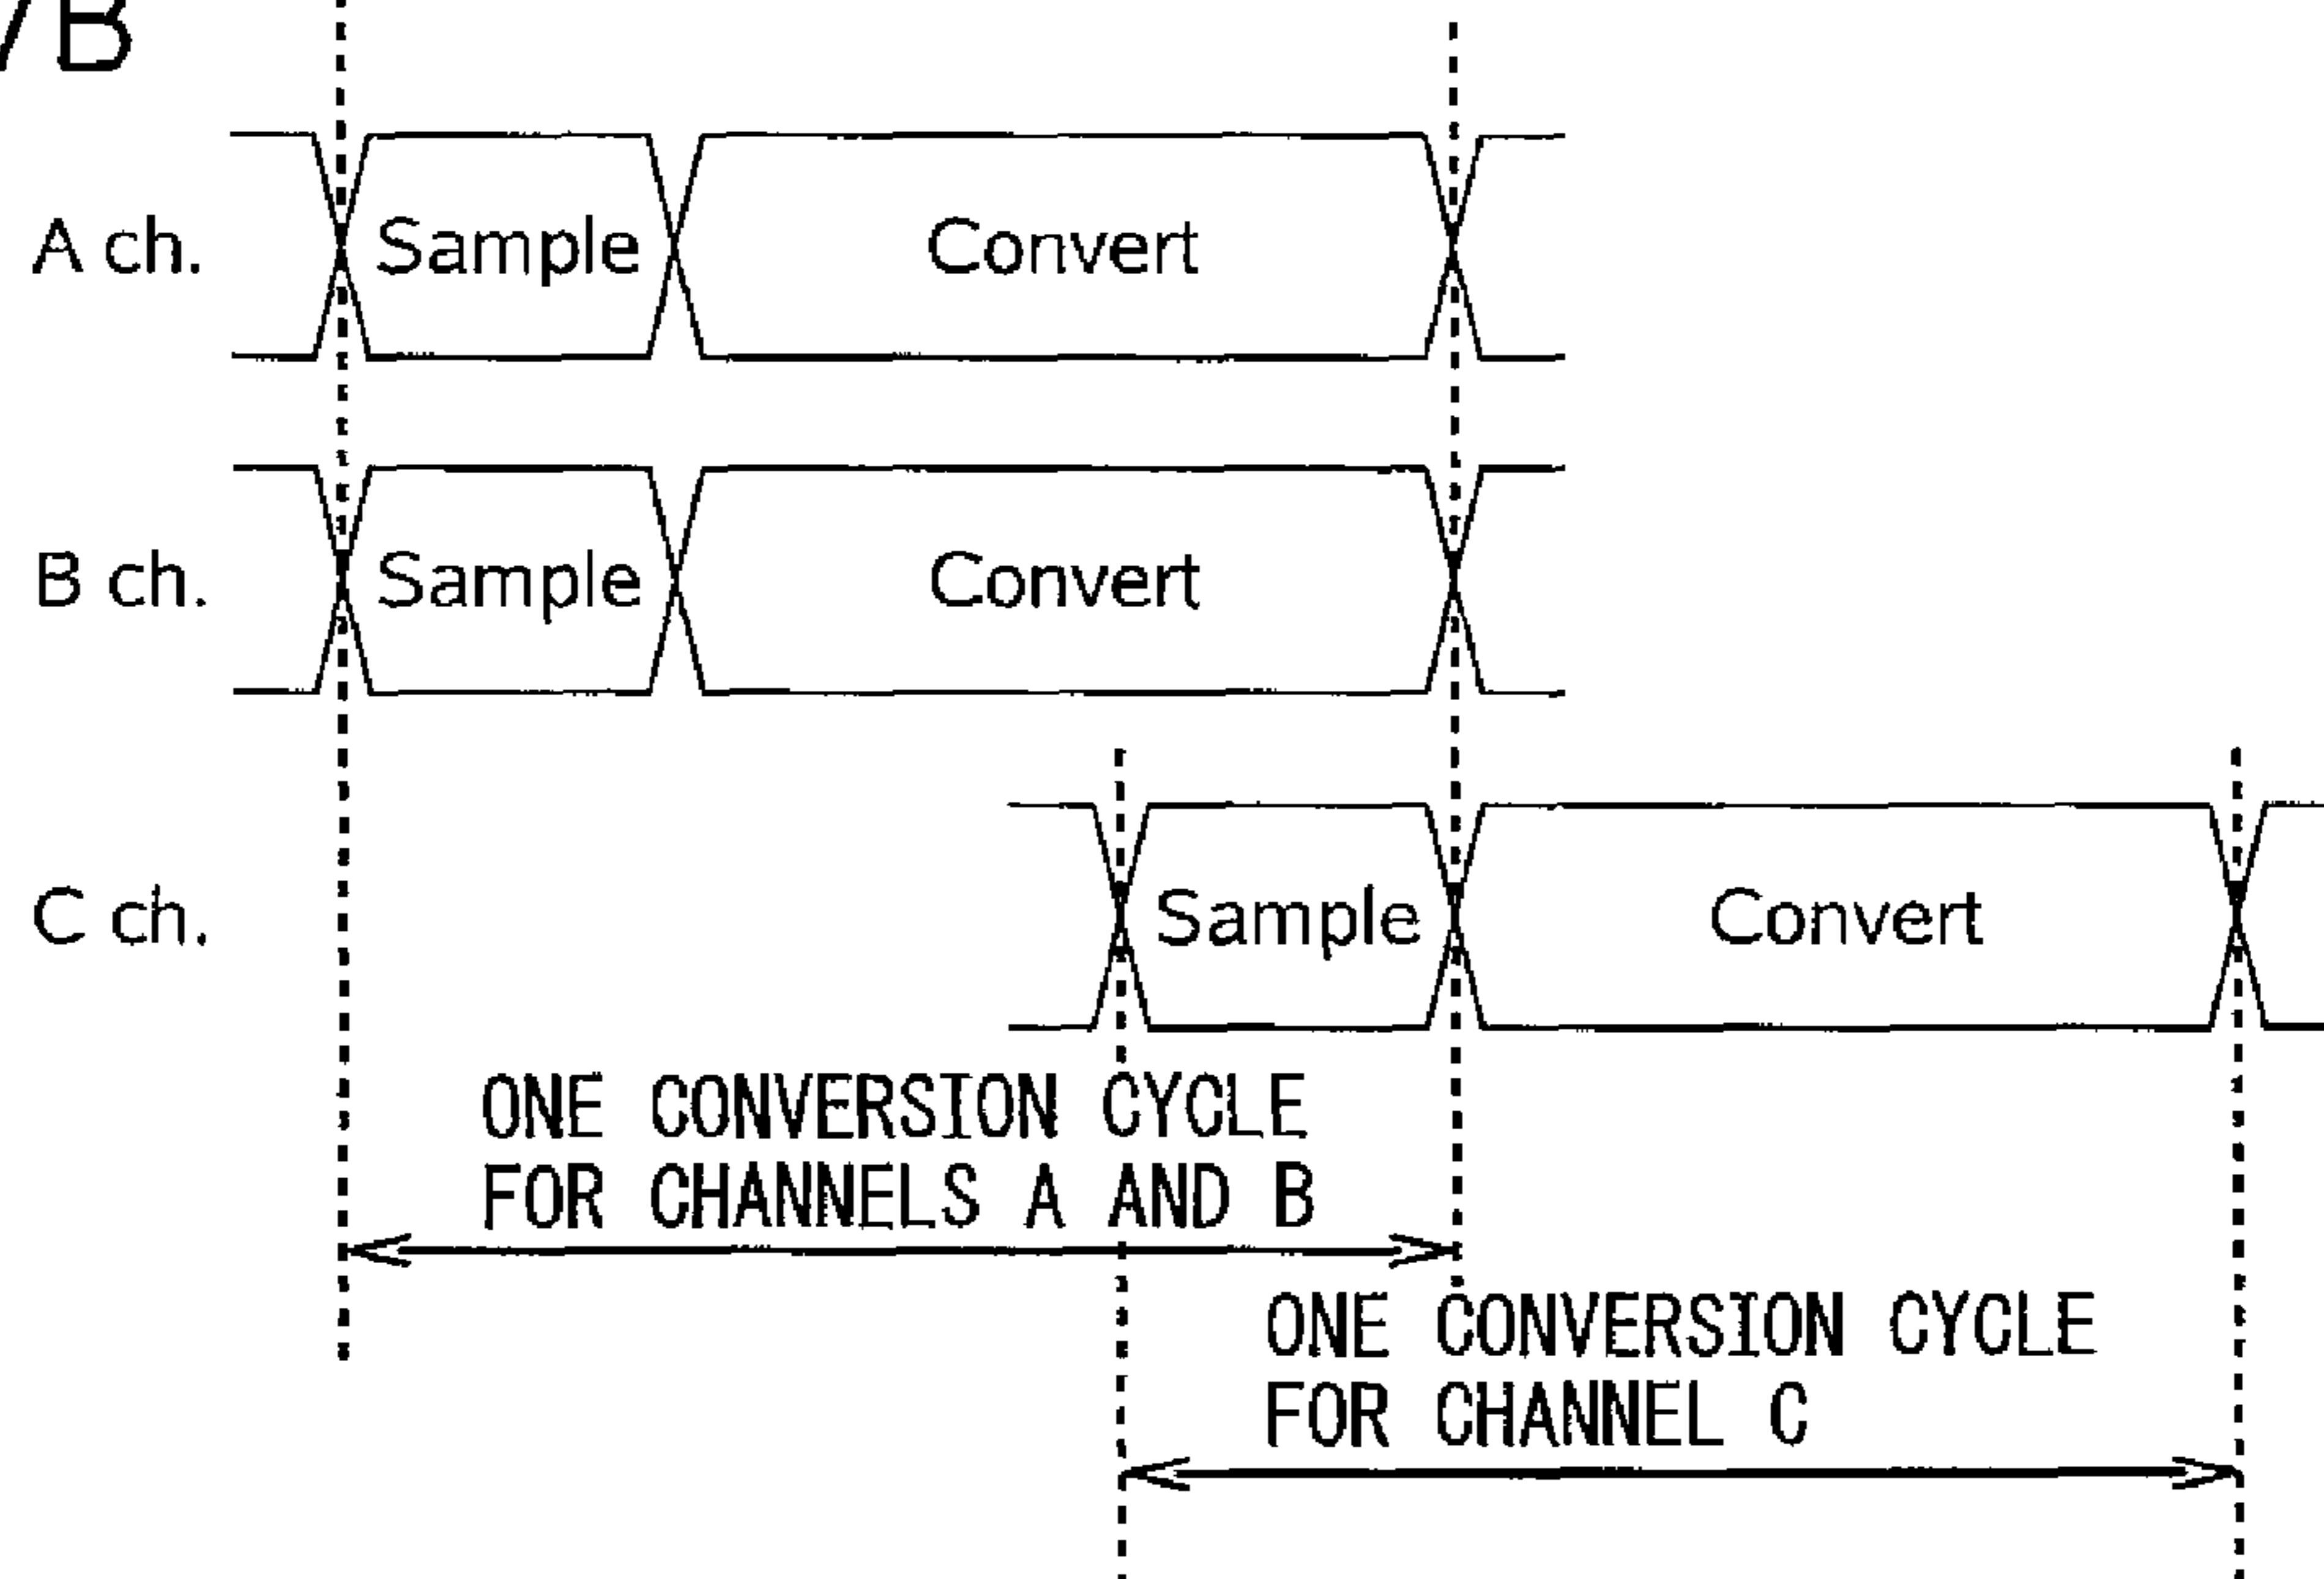 B
A ch. Sample Convert
B ch. Sample Convert
C ch. Sample Convert
ONE CONVERSION CYCLE
FOR CHANNELS A AND B
ONE CONVERSION CYCLE
FOR CHANNEL C